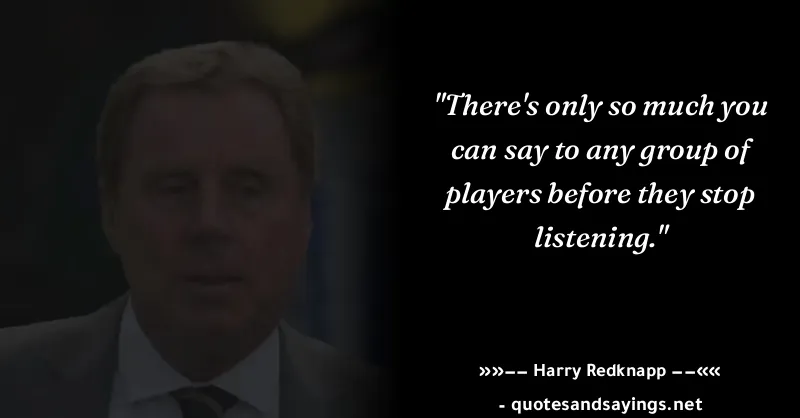 "There's only so much you
can say to any group of
players before they stop
listening."
»»−− Harry Redknapp −−««
- quotesandsayings.net